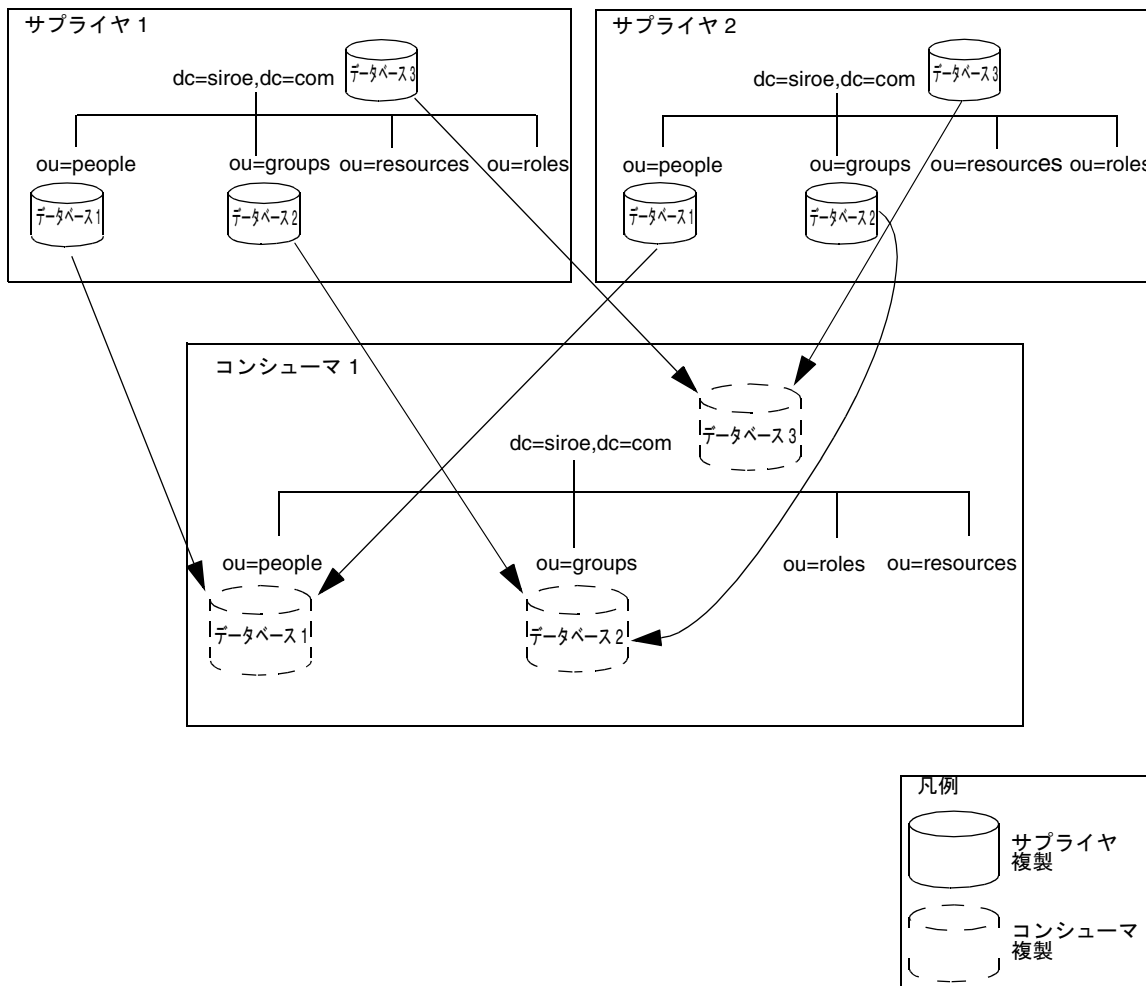 サプライヤ 1
データベース3
dc=siroe,dc=com
ou=people
ou=groups
ou=resources
ou=roles
データベース1
データベース2
サプライヤ 2
データベース3
dc=siroe,dc=com
ou=people
ou=groups
ou=resources
ou=roles
データベース1
データベース2
コンシューマ 1
データベース3
dc=siroe,dc=com
ou=people
ou=groups
ou=roles
ou=resources
データベース1
データベース2
凡例
サプライヤ
複製
コンシューマ
複製